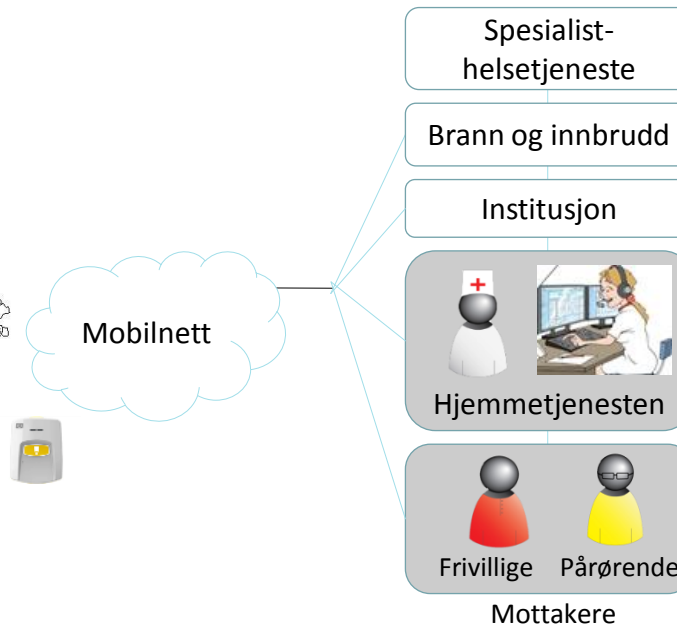 Spesialist-
helsetjeneste
Brann og innbrudd
Institusjon
Mobilnett
Hjemmetjenesten
Frivillige Pårørende
Mottakere